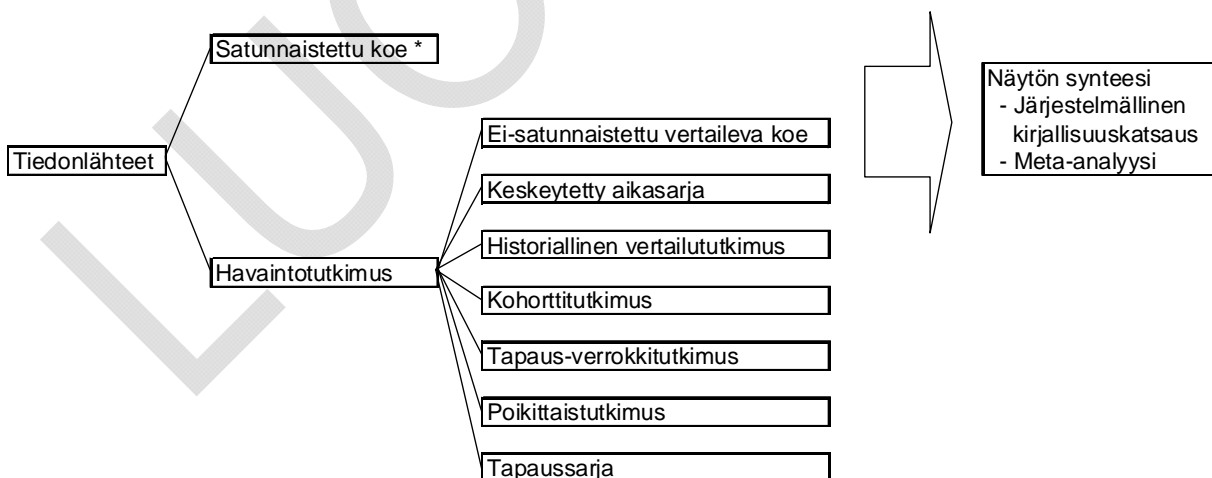 Satunnaistettu koe *
Tiedonlähteet
Havaintotutkimus
Ei-satunnaistettu vertaileva koe
Keskeytetty aikasarja
Historiallinen vertailututkimus
Kohorttitutkimus
Tapaus-verrokkitutkimus
Poikittaistutkimus
Tapaussarja
Näytön synteesi
- Järjestelmällinen
kirjallisuuskatsaus
- Meta-analyysi